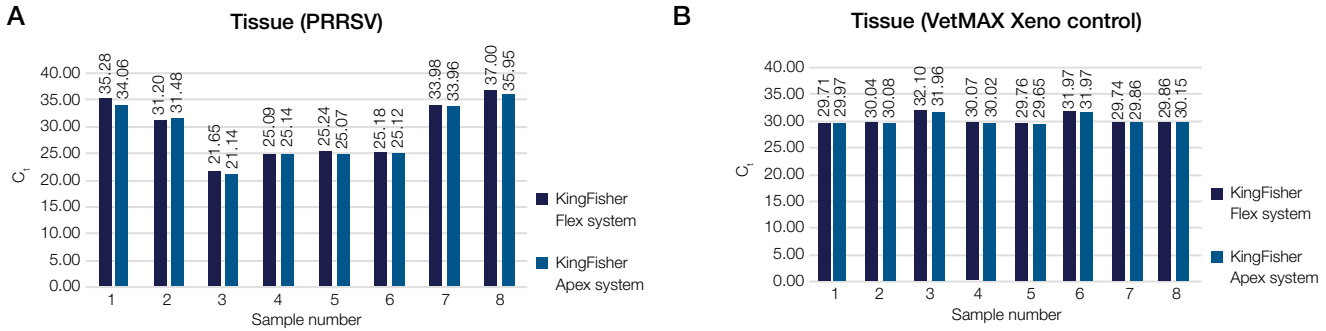 A
Tissue (PRRSV)
35.28
34.06
31.20
31.48
21.65
21.14
25.09
25.14
25.24
25.07
25.18
25.12
33.98
33.96
37.00
35.95
40.00
35.00
30.00
25.00
20.00
15.00
10.00
5.00
0.00
Ct
1 2 3 4 5 6 7 8
Sample number
KingFisher
Flex system
KingFisher
Apex system
B
Tissue (VetMAX Xeno control)
29.71
29.97
30.04
30.08
32.10
31.96
30.07
30.02
29.76
29.65
31.97
31.97
29.74
29.86
29.86
30.15
40.00
35.00
30.00
25.00
20.00
15.00
10.00
5.00
0.00
Ct
1 2 3 4 5 6 7 8
Sample number
KingFisher
Flex system
KingFisher
Apex system